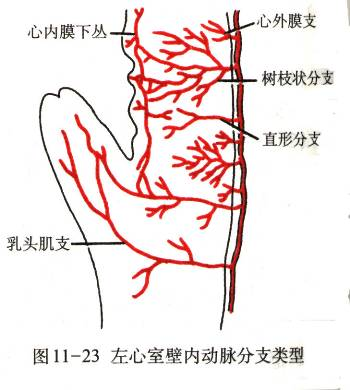 心内膜下丛
心外膜支
树枝状分支
直形分支
乳头肌支
图11-23 左心室壁内动脉分支类型